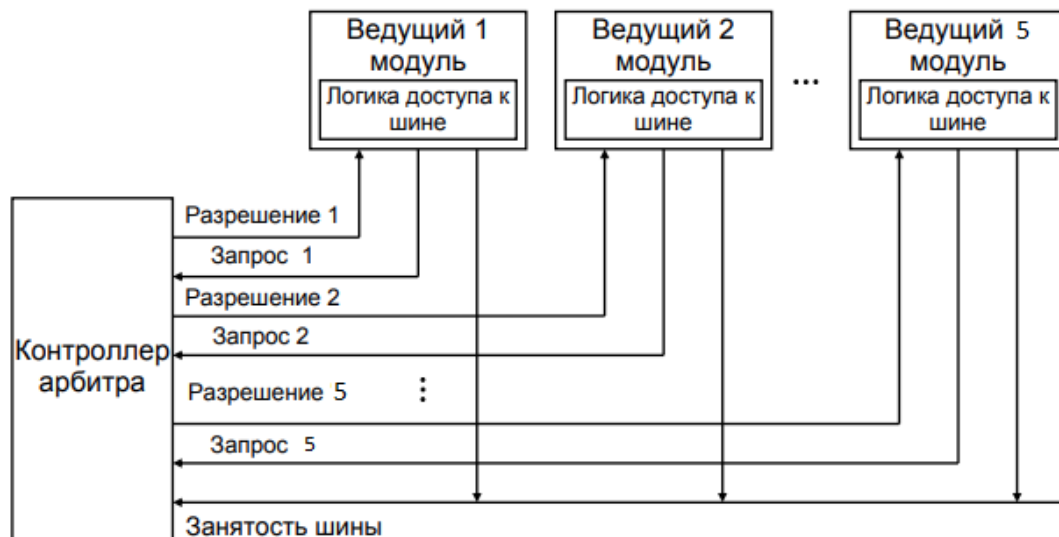 Ведущий 1
модуль
Логика доступа к
шине
Ведущий 2
модуль
Логика доступа к
шине
...
Ведущий 5
модуль
Логика доступа к
шине
Контроллер
арбитра
Разрешение 1
Запрос 1
Разрешение 2
Запрос 2
Разрешение 5
Запрос 5
Занятость шины